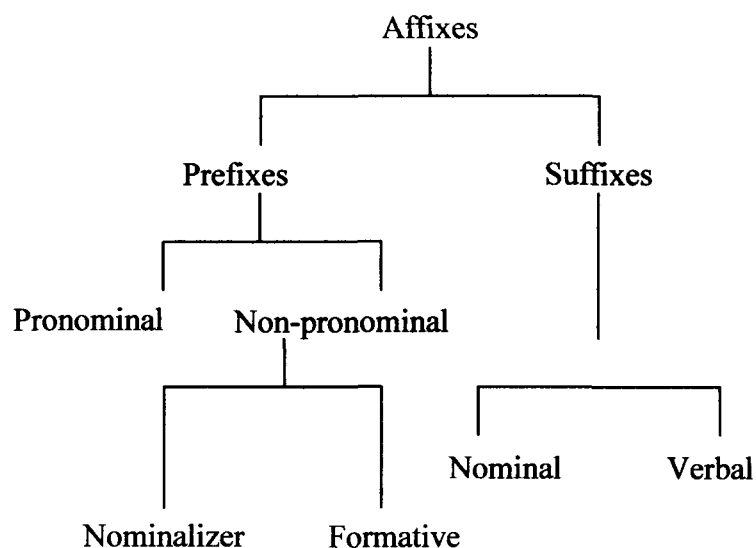 Affixes
Prefixes Suffixes
Pronominal Non-pronominal
Nominal Verbal
Nominalizer Formative